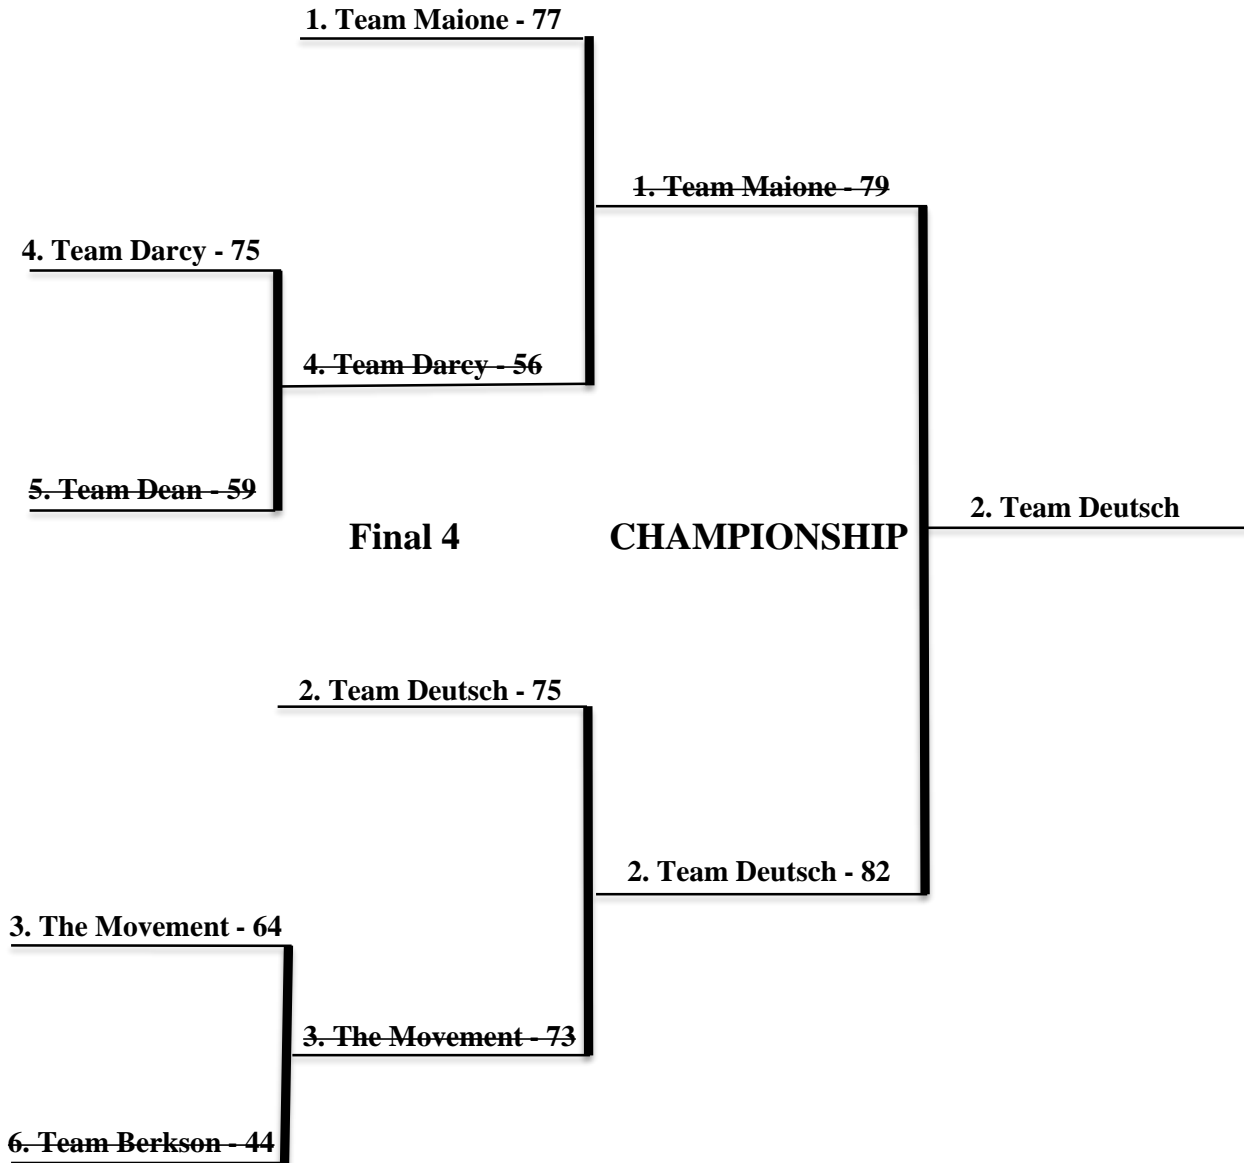 1. Team Maione - 77
1. Team Maione - 79
4. Team Darcy - 75
4. Team Darcy - 56
5. Team Dean - 59
2. Team Deutsch
Final 4
CHAMPIONSHIP
2. Team Deutsch - 75
2. Team Deutsch - 82
3. The Movement - 64
3. The Movement - 73
6. Team Berkson - 44